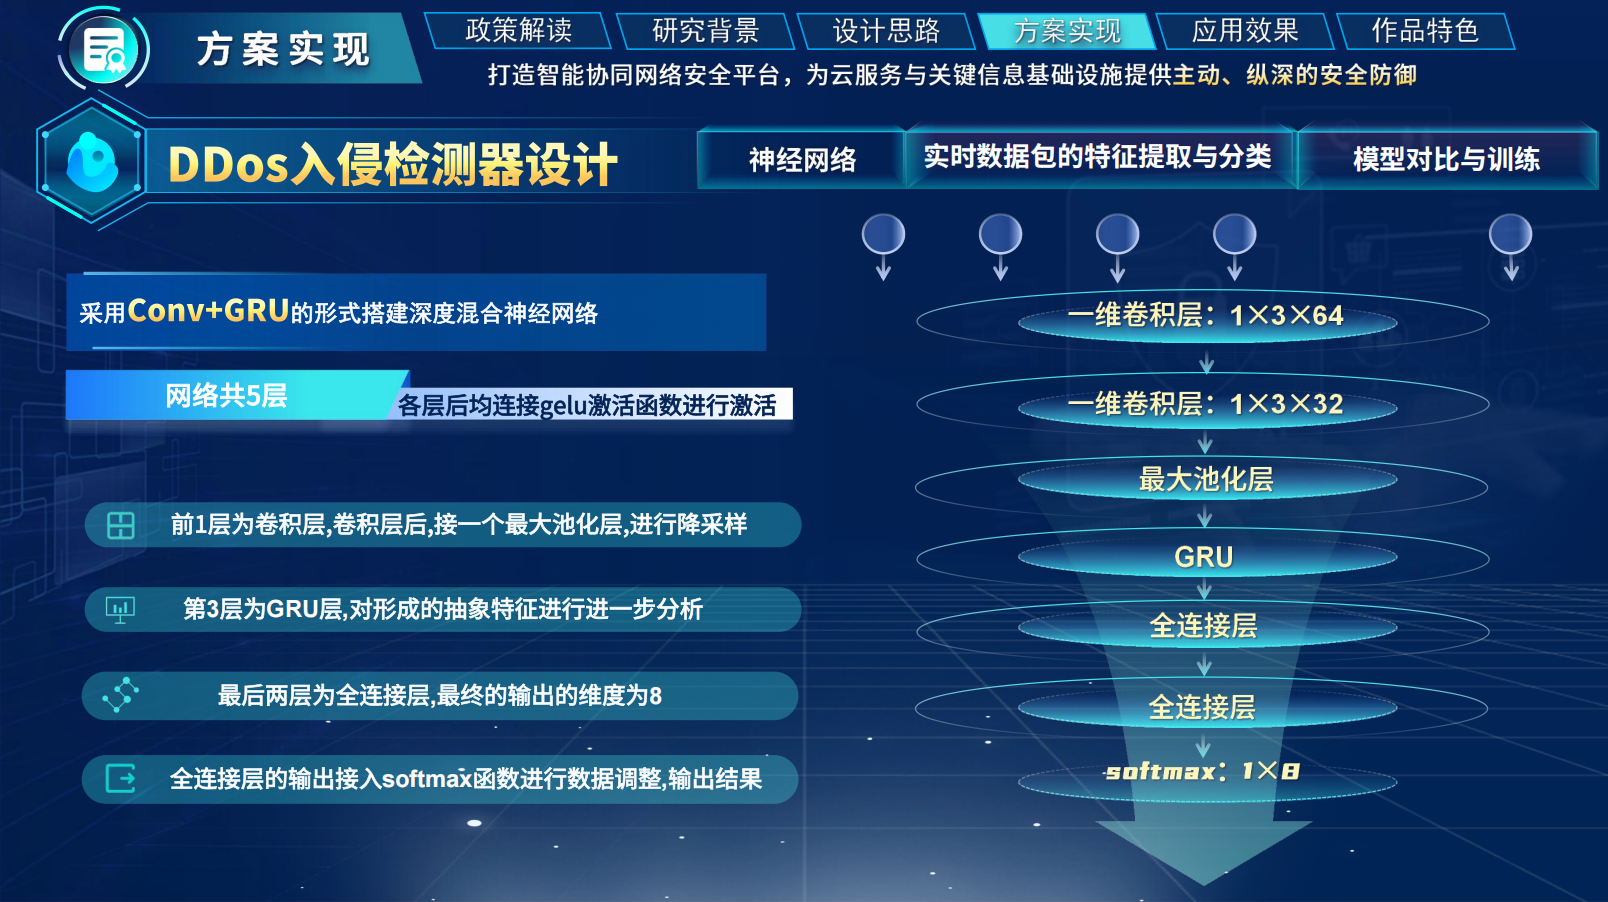 方案实现
政策解读
研究背景
设计思路
方案实现
应用效果
作品特色
打造智能协同网络安全平台，为云服务与关键信息基础设施提供主动、纵深的安全防御
DDos入侵检测器设计
神经网络
实时数据包的特征提取与分类
模型对比与训练
采用Conv+GRU的形式搭建深度混合神经网络
网络共5层
各层后均连接gelu激活函数进行激活
前1层为卷积层,卷积层后,接一个最大池化层,进行降采样
第3层为GRU层,对形成的抽象特征进行进一步分析
最后两层为全连接层,最终的输出的维度为8
全连接层的输出接入softmax函数进行数据调整,输出结果
一维卷积层：1×3×64
一维卷积层：1×3×32
最大池化层
GRU
全连接层
全连接层
softmax：1×8